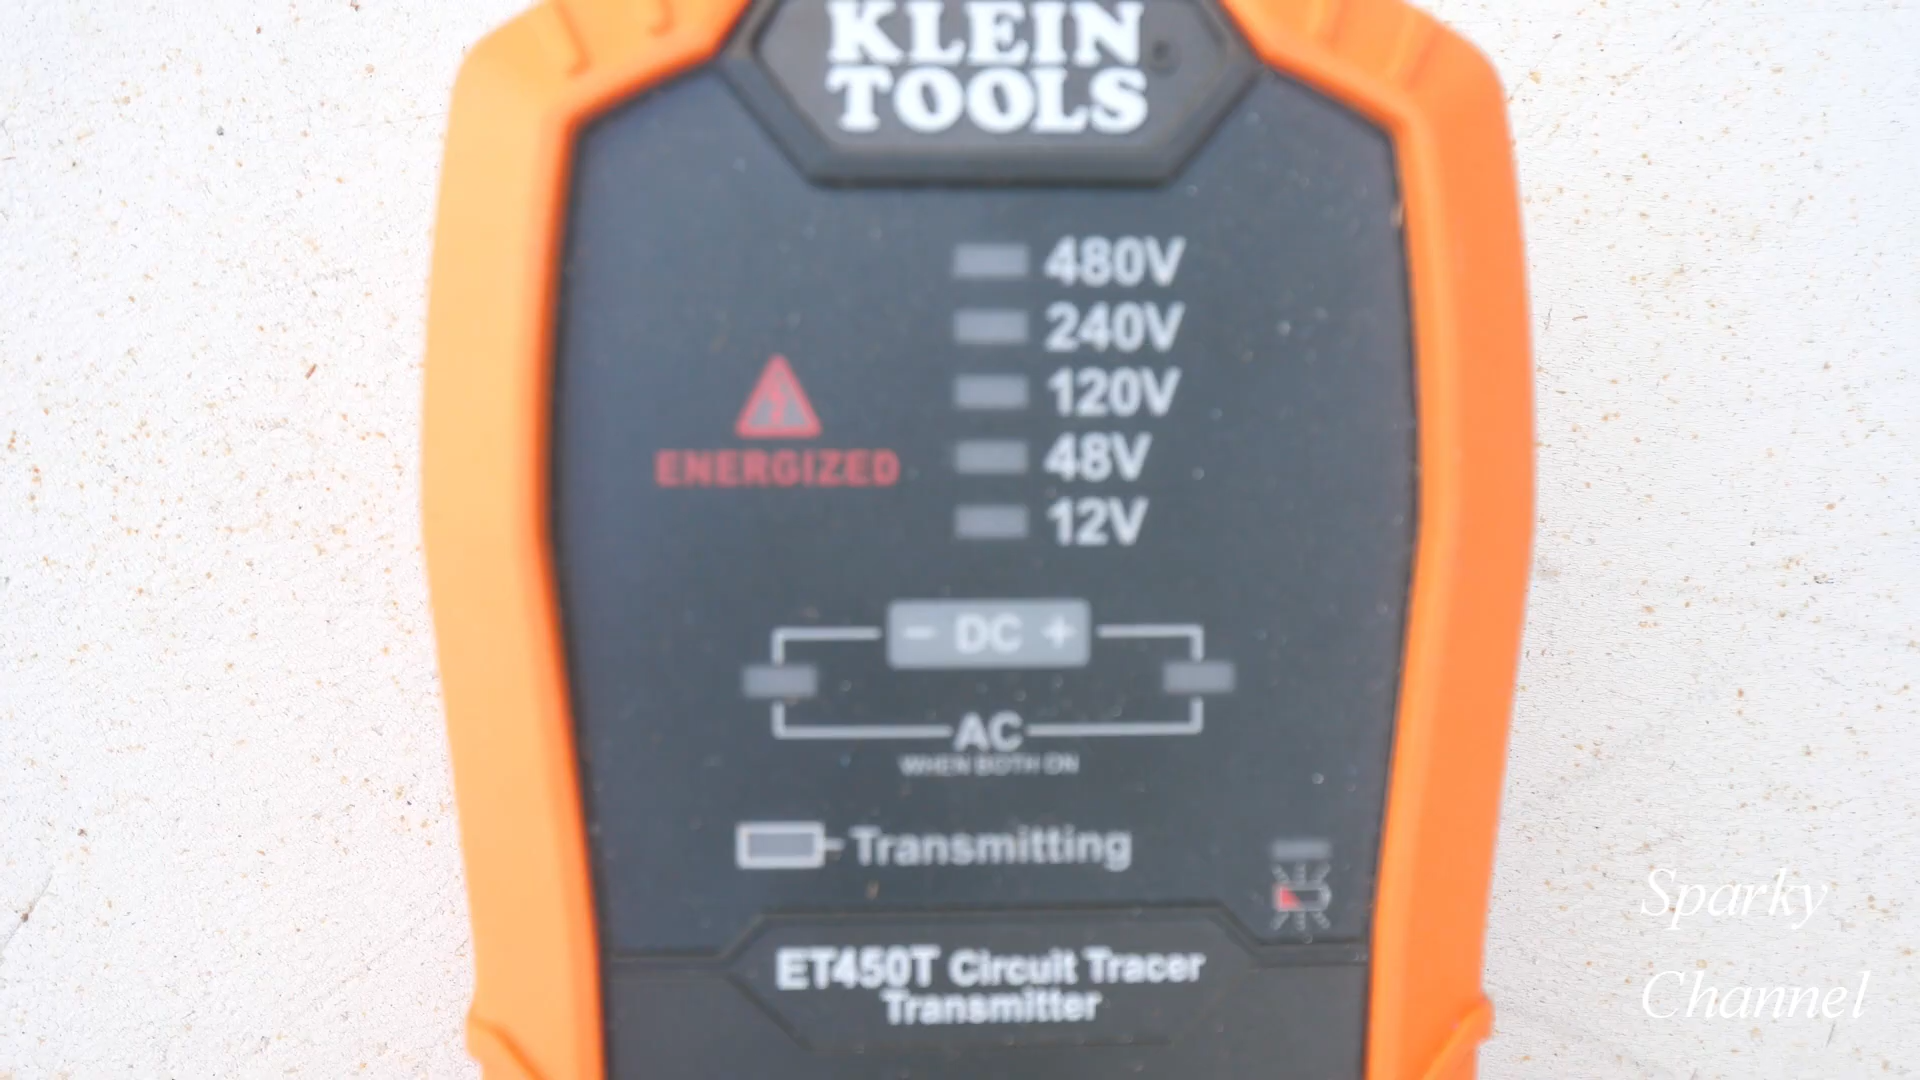 KLEIN
TOOLS
480V
240V
120V
48V
12V
ENERGIZED
− DC +
AC
WHEN BOTH ON
Transmitting
ET450T Circuit Tracer
Transmitter
Sparky
Channel